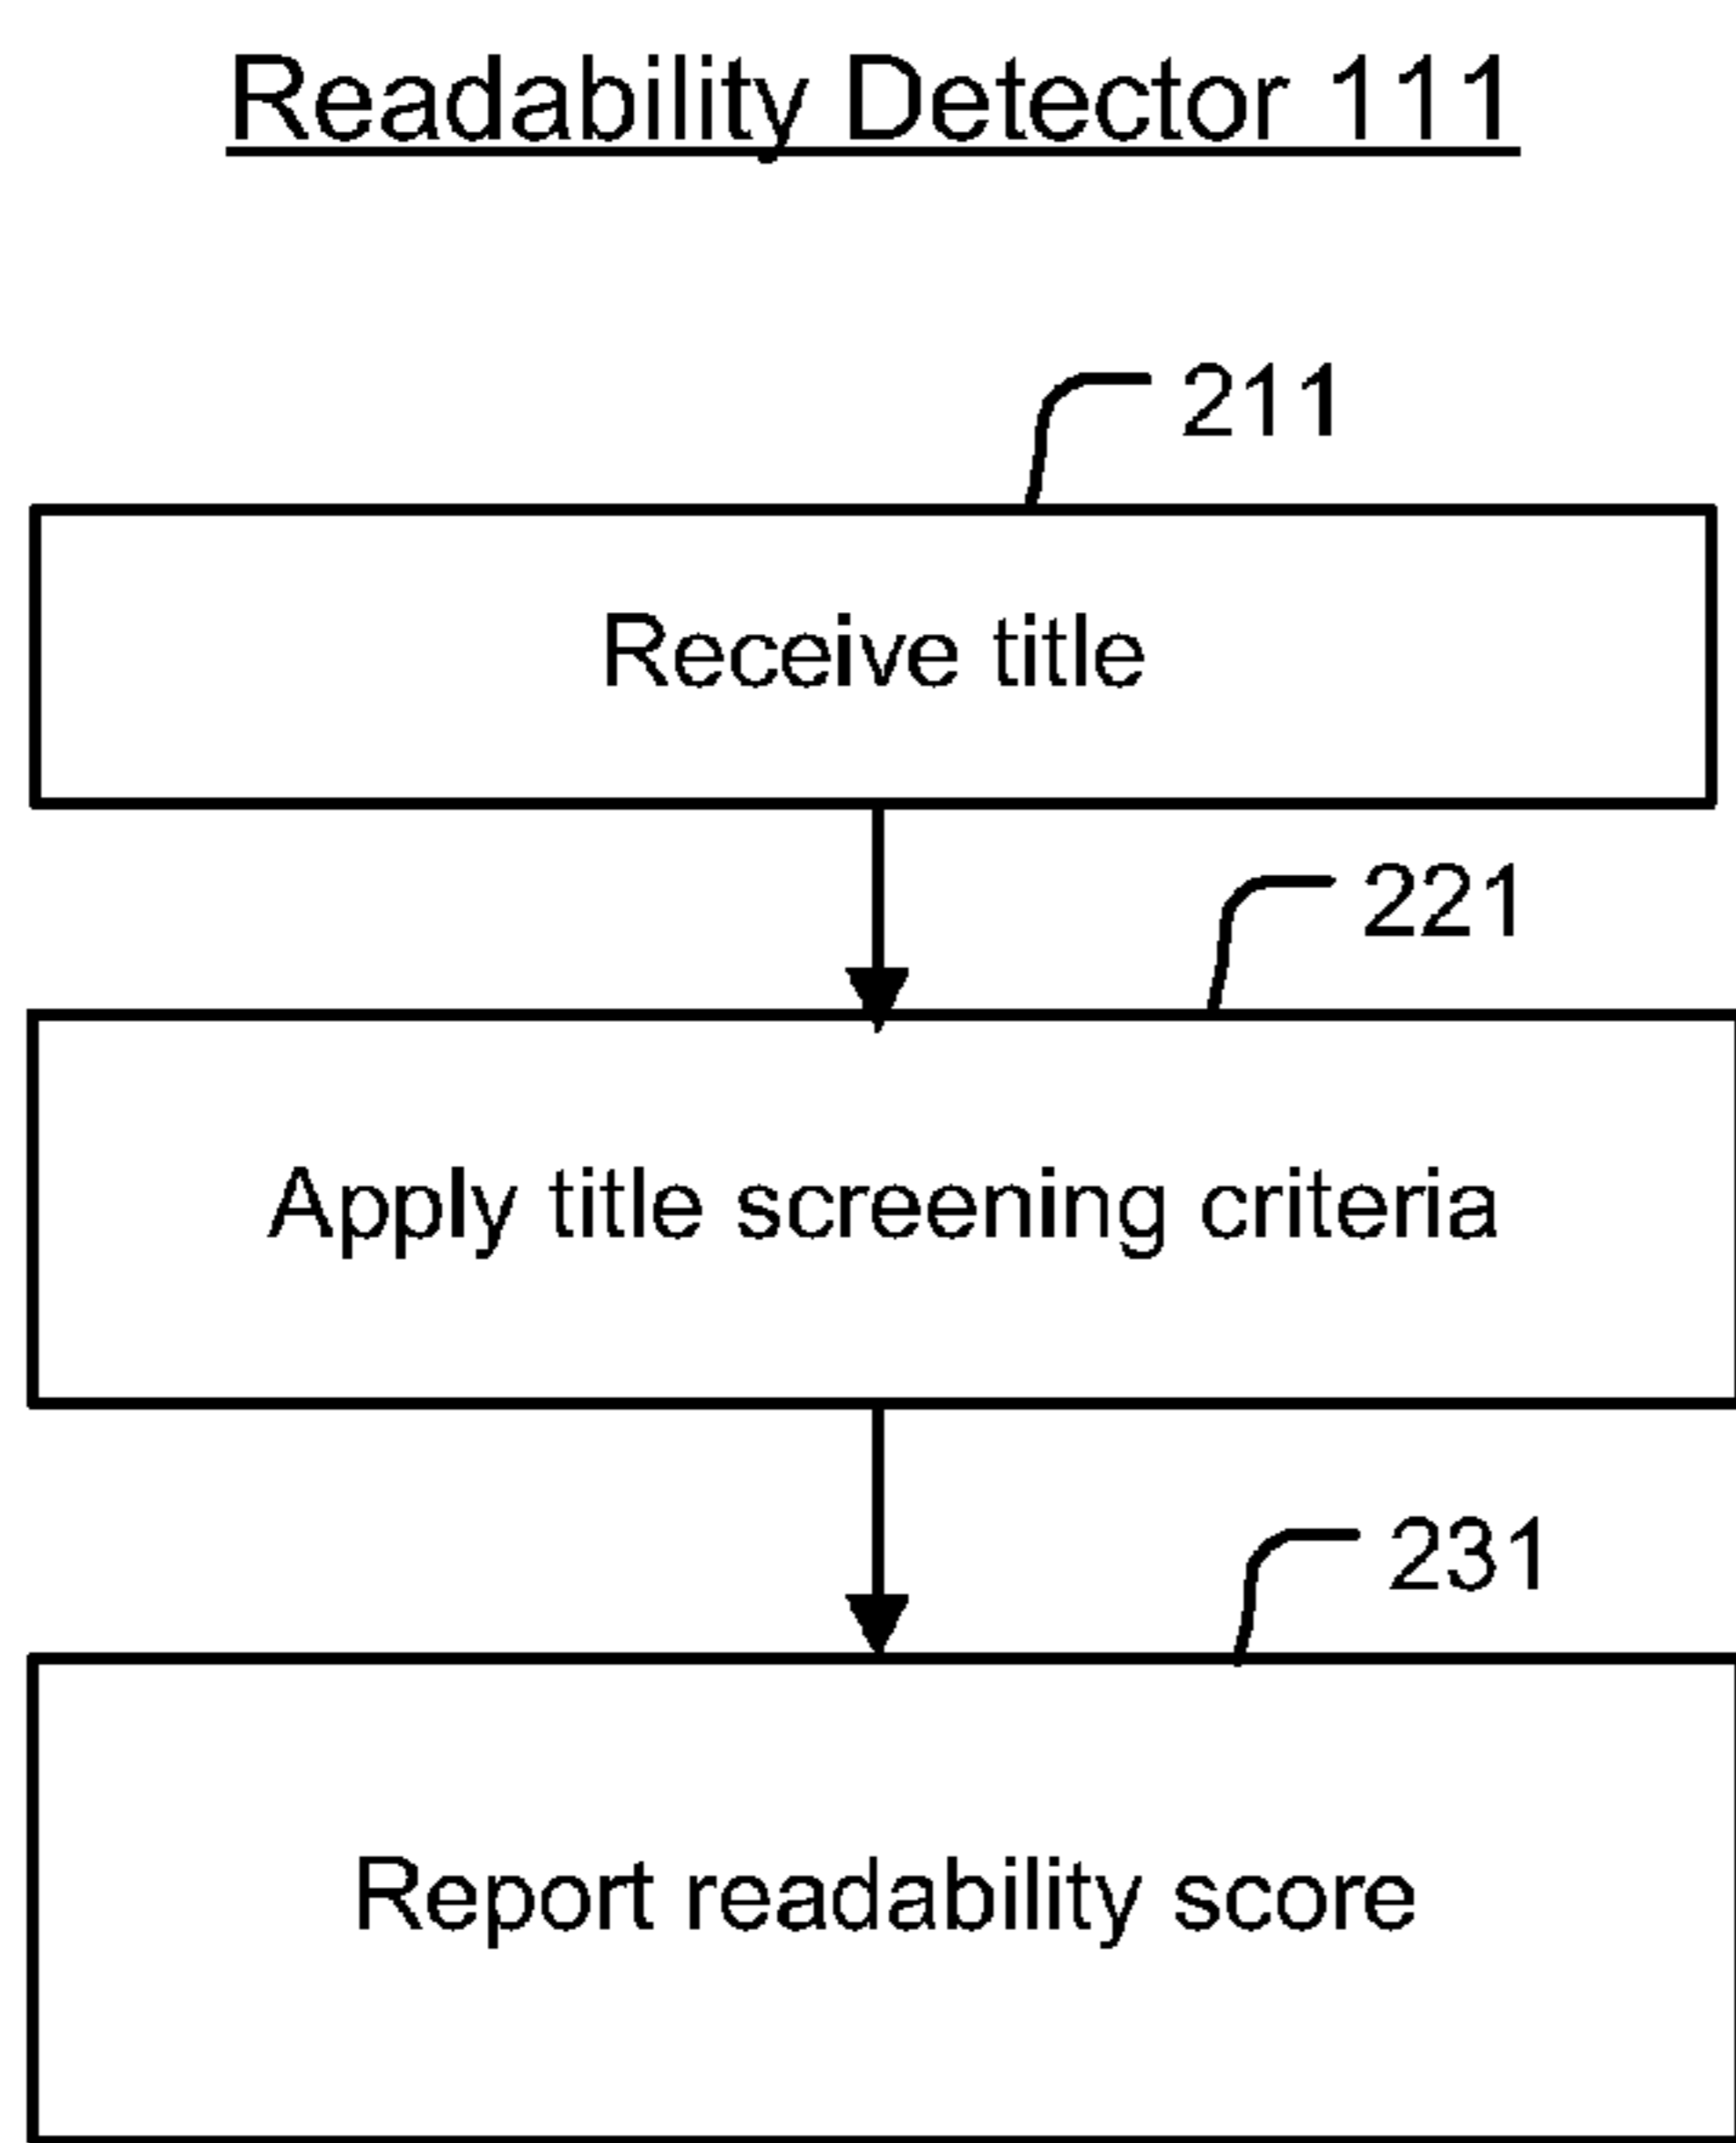 Readability Detector 111
211
Receive title
221
Apply title screening criteria
231
Report readability score